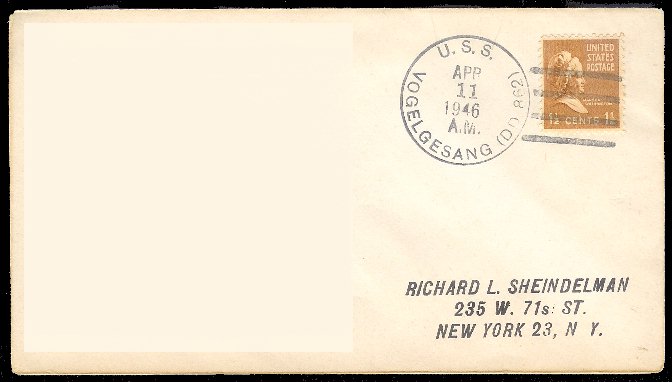 U. S. S.
VOGELGESANG (DD 862)
APR
11
1946
A.M.
UNITED
STATES
POSTAGE
1½ CENTS 1½
RICHARD L. SHEINDELMAN
235 W. 71s: ST.
NEW YORK 23, N Y.